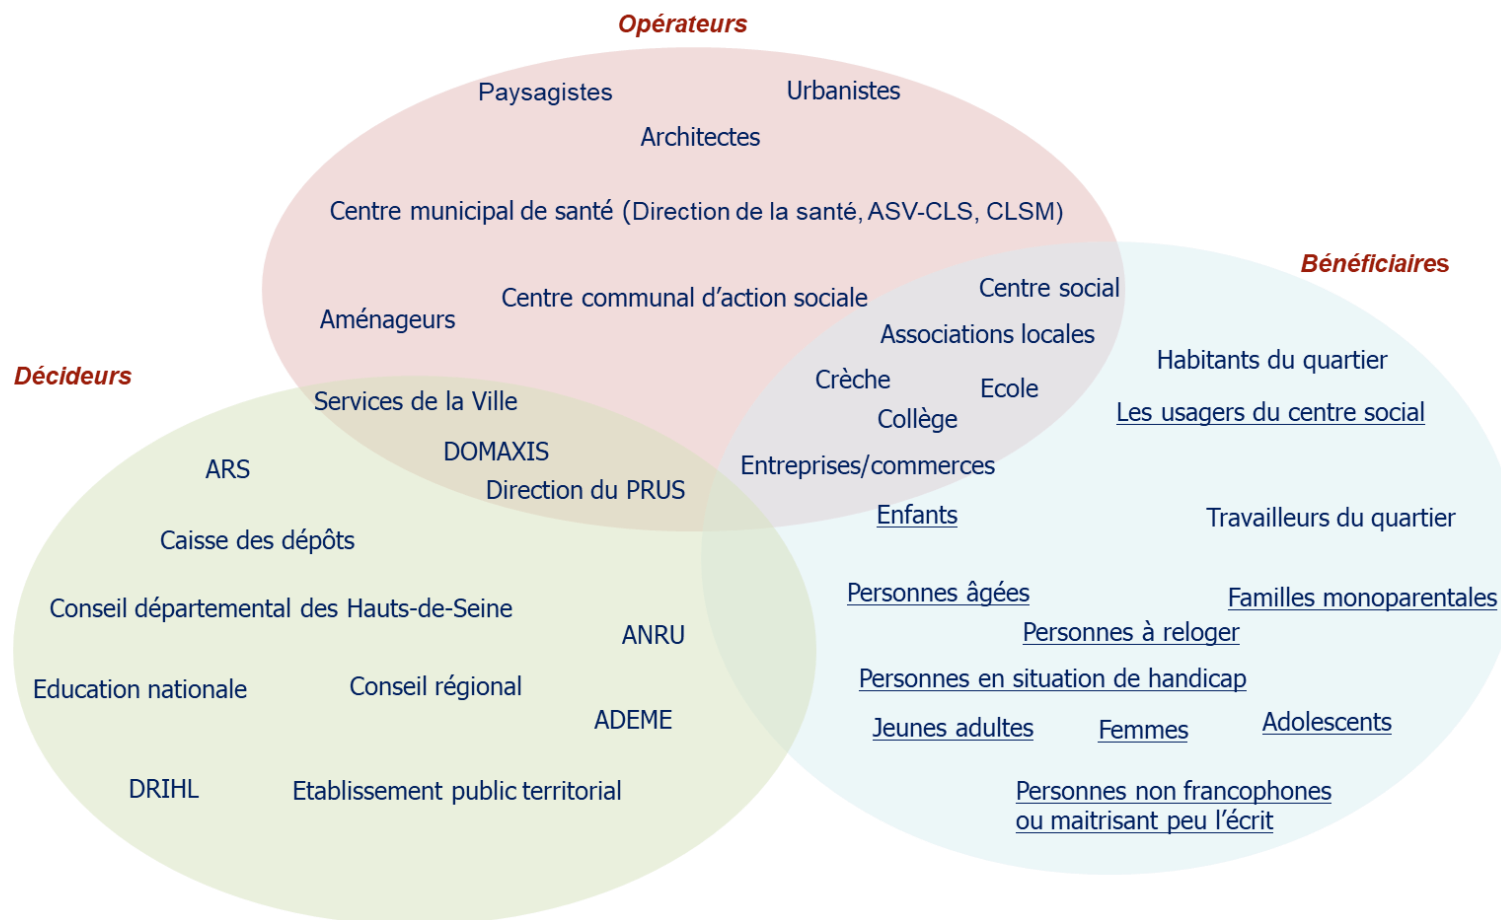 Opérateurs
Paysagistes
Urbanistes
Architectes
Centre municipal de santé (Direction de la santé, ASV-CLS, CLSM)
Bénéficiaires
Centre social
Centre communal d'action sociale
Aménageurs
Associations locales
Habitants du quartier
Décideurs
Crèche
Ecole
Services de la Ville
Les usagers du centre social
Collège
DOMAXIS
Entreprises/commerces
ARS
Direction du PRUS
Enfants
Travailleurs du quartier
Caisse des dépôts
Personnes âgées
Familles monoparentales
Conseil départemental des Hauts-de-Seine
ANRU
Personnes à reloger
Personnes en situation de handicap
Education nationale
Conseil régional
ADEME
Jeunes adultes
Femmes
Adolescents
DRIHL
Etablissement public territorial
Personnes non francophones
ou maitrisant peu l'écrit